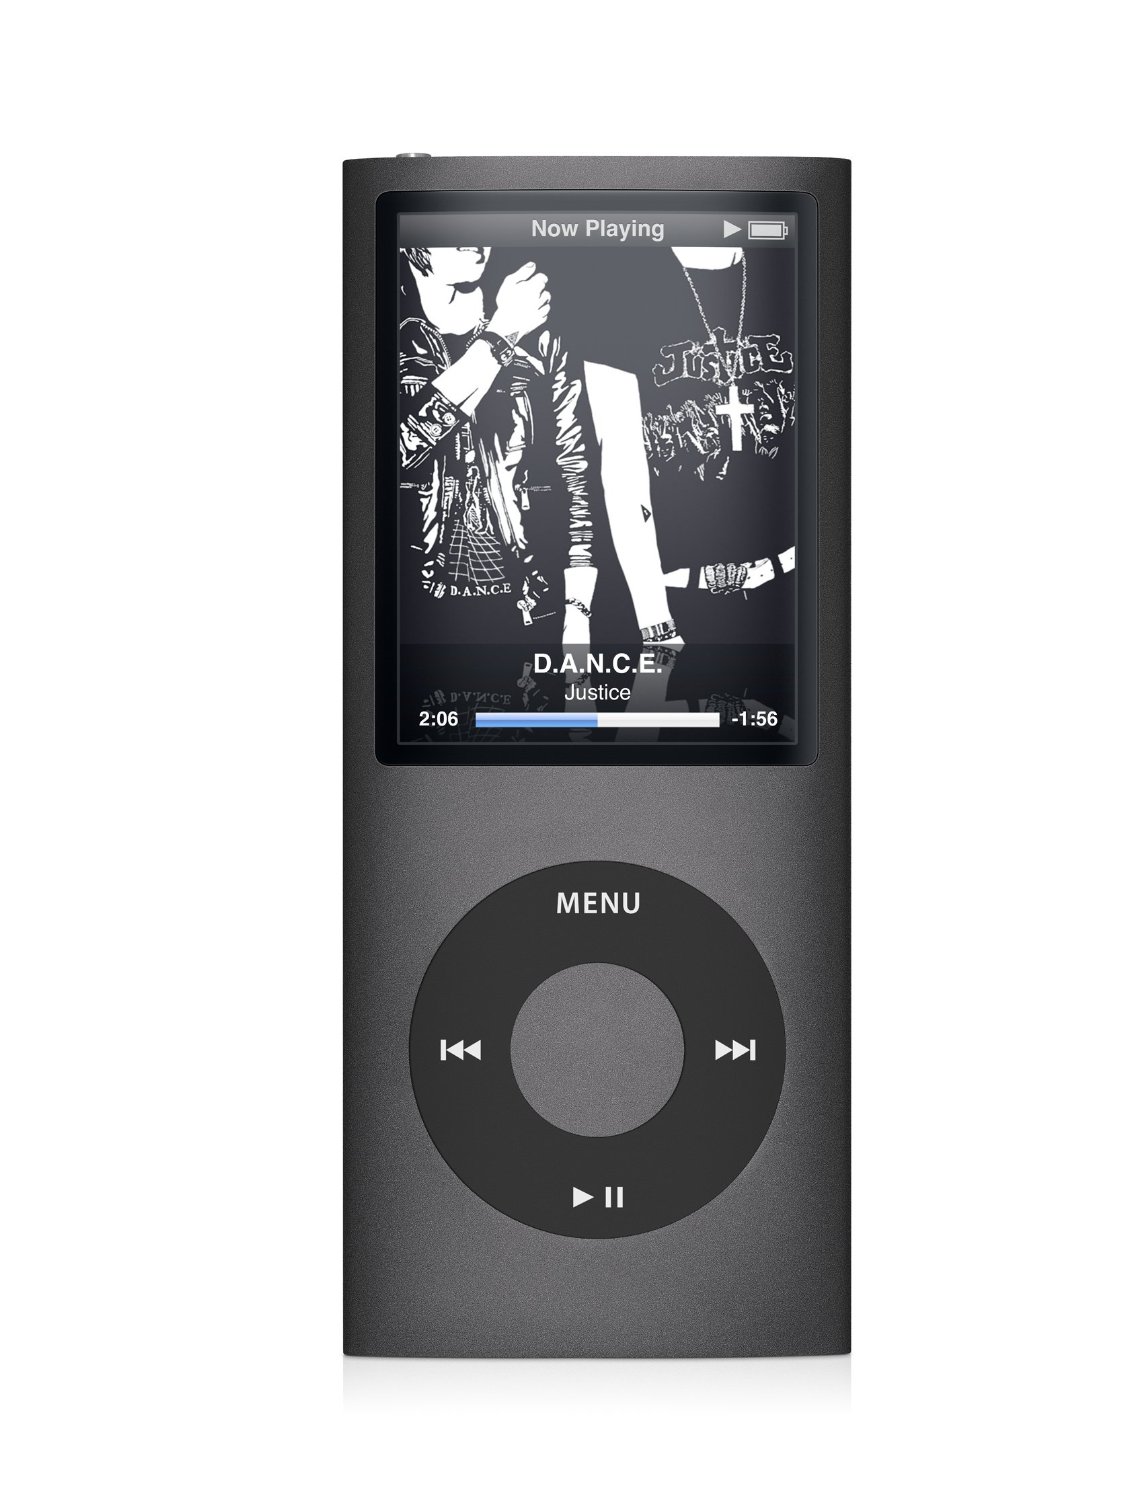 Now Playing
JUSTICE
D.A.N.C.E
D.A.N.C.E.
Justice
2:06 -1:56
MENU